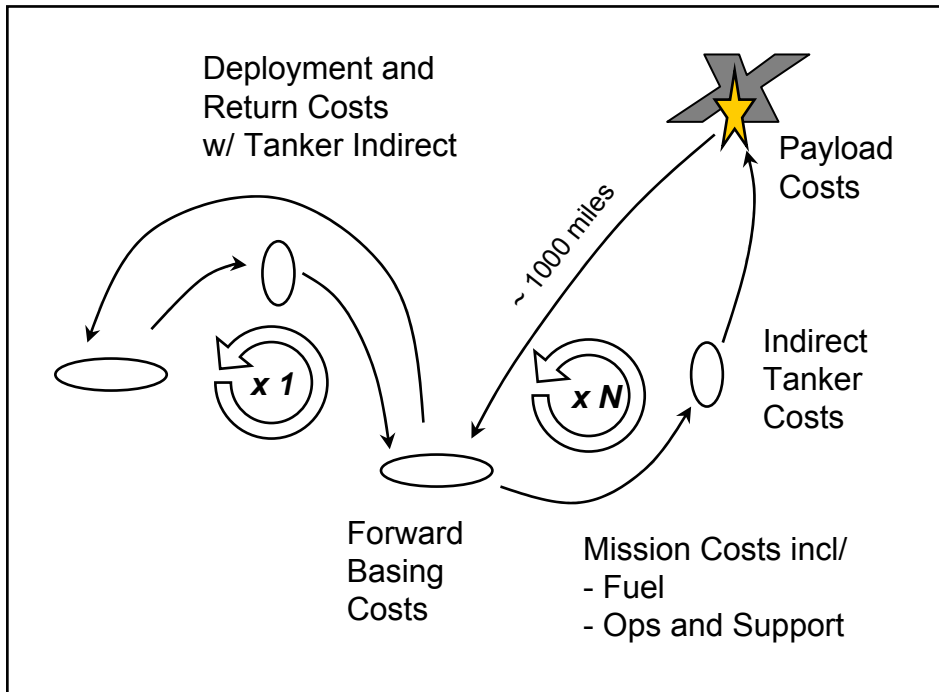 Deployment and
Return Costs
w/ Tanker Indirect
Payload
Costs
~ 1000 miles
x 1
x N
Indirect
Tanker
Costs
Forward
Basing
Costs
Mission Costs incl/
- Fuel
- Ops and Support